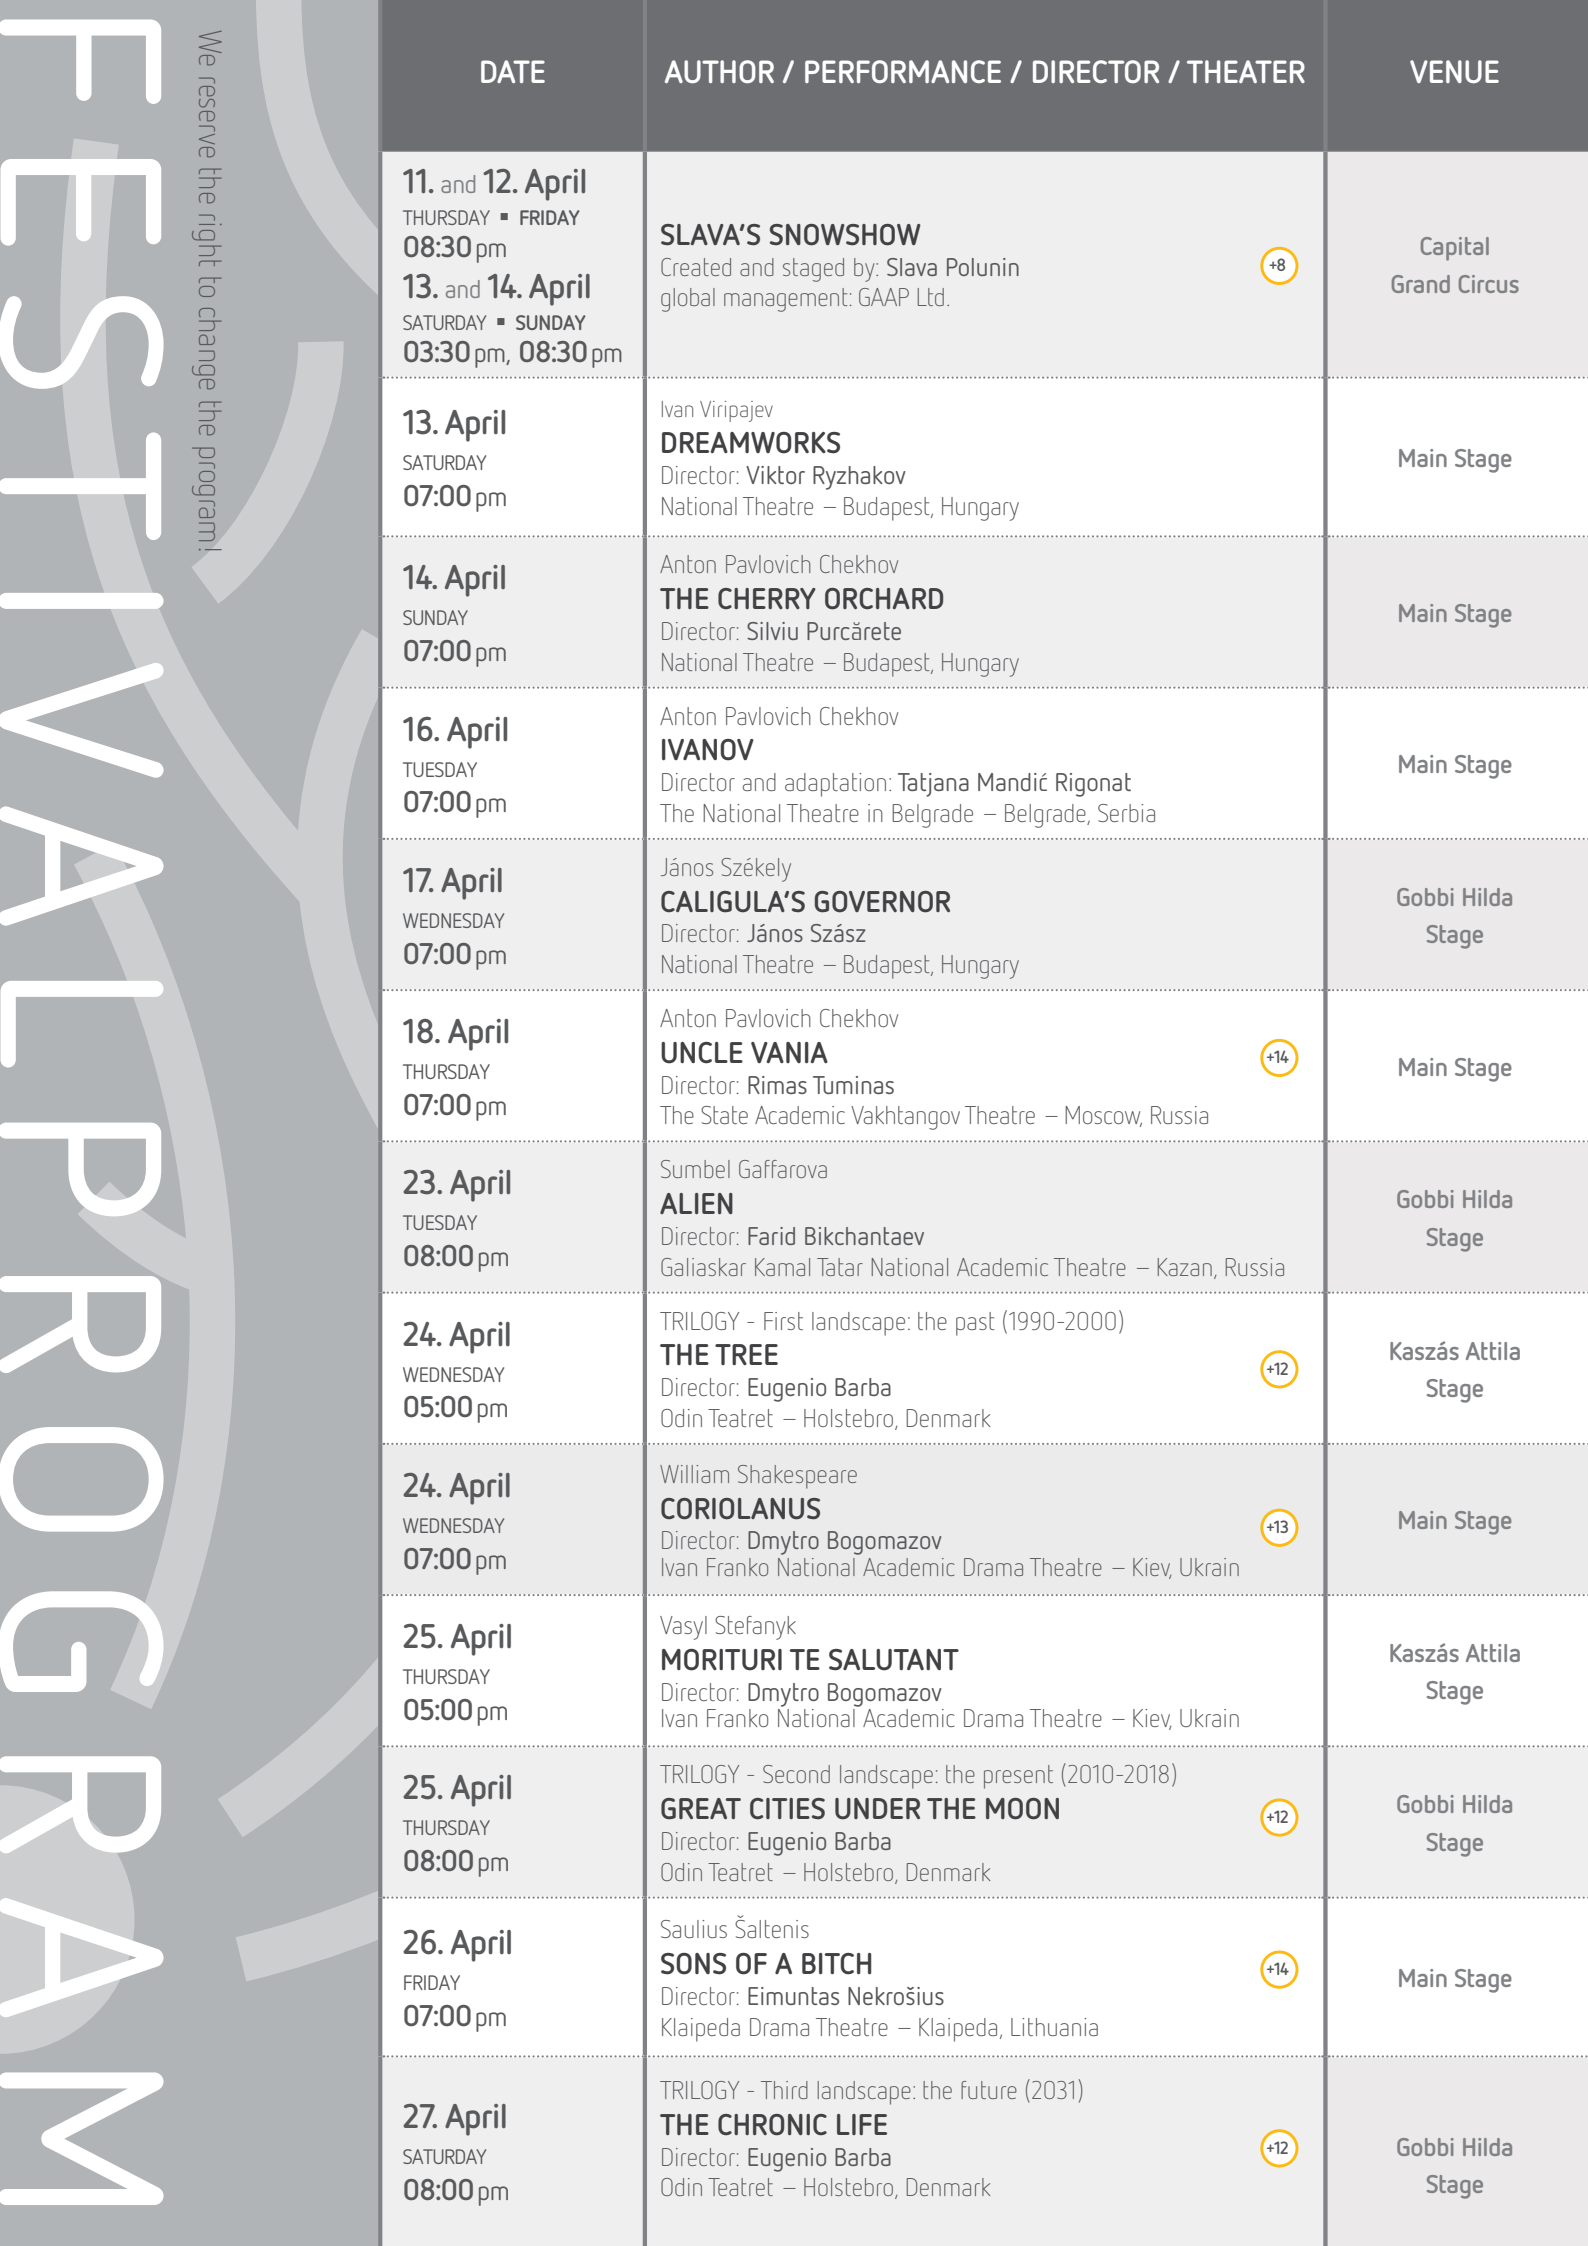 FESTIVAL PROGRAM
We reserve the right to change the program!
DATE
AUTHOR / PERFORMANCE / DIRECTOR / THEATER
VENUE
11. and 12. April
THURSDAY ▪ FRIDAY
08:30 pm
13. and 14. April
SATURDAY ▪ SUNDAY
03:30 pm, 08:30 pm
SLAVA'S SNOWSHOW
Created and staged by: Slava Polunin
global management: GAAP Ltd.
+8
Capital
Grand Circus
13. April
SATURDAY
07:00 pm
Ivan Viripajev
DREAMWORKS
Director: Viktor Ryzhakov
National Theatre – Budapest, Hungary
Main Stage
14. April
SUNDAY
07:00 pm
Anton Pavlovich Chekhov
THE CHERRY ORCHARD
Director: Silviu Purcărete
National Theatre – Budapest, Hungary
Main Stage
16. April
TUESDAY
07:00 pm
Anton Pavlovich Chekhov
IVANOV
Director and adaptation: Tatjana Mandić Rigonat
The National Theatre in Belgrade – Belgrade, Serbia
Main Stage
17. April
WEDNESDAY
07:00 pm
János Székely
CALIGULA'S GOVERNOR
Director: János Szász
National Theatre – Budapest, Hungary
Gobbi Hilda
Stage
18. April
THURSDAY
07:00 pm
Anton Pavlovich Chekhov
UNCLE VANIA
Director: Rimas Tuminas
The State Academic Vakhtangov Theatre – Moscow, Russia
+14
Main Stage
23. April
TUESDAY
08:00 pm
Sumbel Gaffarova
ALIEN
Director: Farid Bikchantaev
Galiaskar Kamal Tatar National Academic Theatre – Kazan, Russia
Gobbi Hilda
Stage
24. April
WEDNESDAY
05:00 pm
TRILOGY - First landscape: the past (1990-2000)
THE TREE
Director: Eugenio Barba
Odin Teatret – Holstebro, Denmark
+12
Kaszás Attila
Stage
24. April
WEDNESDAY
07:00 pm
William Shakespeare
CORIOLANUS
Director: Dmytro Bogomazov
Ivan Franko National Academic Drama Theatre – Kiev, Ukrain
+13
Main Stage
25. April
THURSDAY
05:00 pm
Vasyl Stefanyk
MORITURI TE SALUTANT
Director: Dmytro Bogomazov
Ivan Franko National Academic Drama Theatre – Kiev, Ukrain
Kaszás Attila
Stage
25. April
THURSDAY
08:00 pm
TRILOGY - Second landscape: the present (2010-2018)
GREAT CITIES UNDER THE MOON
Director: Eugenio Barba
Odin Teatret – Holstebro, Denmark
+12
Gobbi Hilda
Stage
26. April
FRIDAY
07:00 pm
Saulius Šaltenis
SONS OF A BITCH
Director: Eimuntas Nekrošius
Klaipeda Drama Theatre – Klaipeda, Lithuania
+14
Main Stage
27. April
SATURDAY
08:00 pm
TRILOGY - Third landscape: the future (2031)
THE CHRONIC LIFE
Director: Eugenio Barba
Odin Teatret – Holstebro, Denmark
+12
Gobbi Hilda
Stage